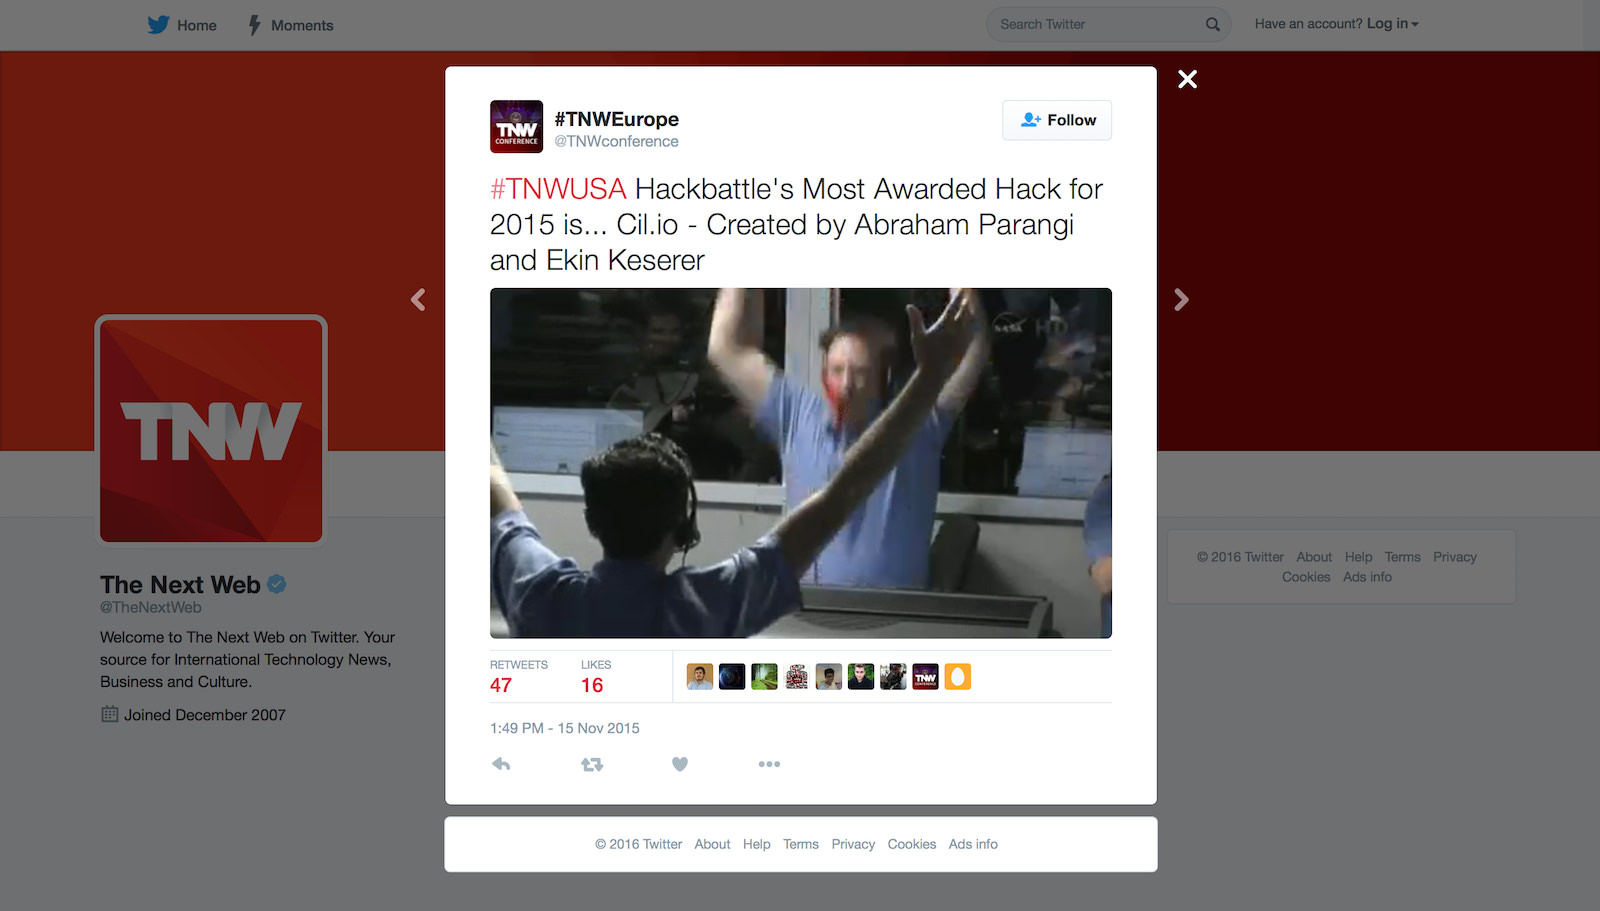 Home
Moments
Search Twitter
Have an account? Log in
TNW
CONFERENCE
#TNWEurope
@TNWconference
Follow
#TNWUSA Hackbattle's Most Awarded Hack for
2015 is... Cil.io - Created by Abraham Parangi
and Ekin Keserer
NASA HD
TNW
The Next Web
@TheNextWeb
Welcome to The Next Web on Twitter. Your
source for International Technology News,
Business and Culture.
Joined December 2007
RETWEETS
47
LIKES
16
TNW
CONFERENCE
1:49 PM - 15 Nov 2015
© 2016 Twitter About Help Terms Privacy
Cookies Ads info
© 2016 Twitter About Help Terms Privacy Cookies Ads info